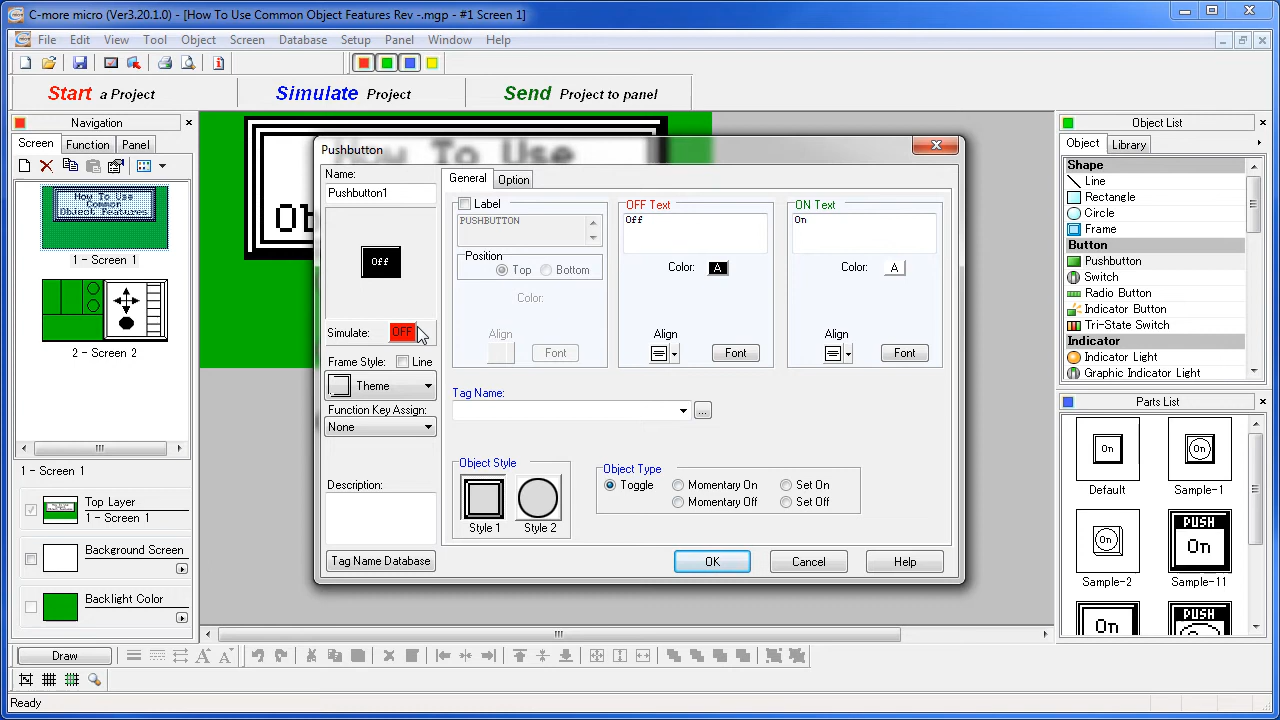 C-more micro (Ver3.20.1.0) - [How To Use Common Object Features Rev -.mgp - #1 Screen 1]
File Edit View Tool Object Screen Database Setup Panel Window Help
Start a Project
Simulate Project
Send Project to panel
Navigation
Screen Function Panel
How To Use
Common
Object Features
1 - Screen 1
2 - Screen 2
1 - Screen 1
Top Layer
1 - Screen 1
Background Screen
Backlight Color
How To Use
Ob
Pushbutton
Name:
Pushbutton1
Off
Simulate: OFF
Frame Style: Line
Theme
Function Key Assign:
None
Description:
Tag Name Database
General Option
Label
PUSHBUTTON
Position
Top Bottom
Color:
Align
Font
OFF Text
Off
Color: A
Align
Font
ON Text
On
Color: A
Align
Font
Tag Name:
...
Object Style
Style 1 Style 2
Object Type
Toggle Momentary On Set On
Momentary Off Set Off
OK Cancel Help
Object List
Object Library
Shape
Line
Rectangle
Circle
Frame
Button
Pushbutton
Switch
Radio Button
Indicator Button
Tri-State Switch
Indicator
Indicator Light
Graphic Indicator Light
Parts List
On On
Default Sample-1
On PUSH On
Sample-2 Sample-11
On PUSH
Draw
Ready